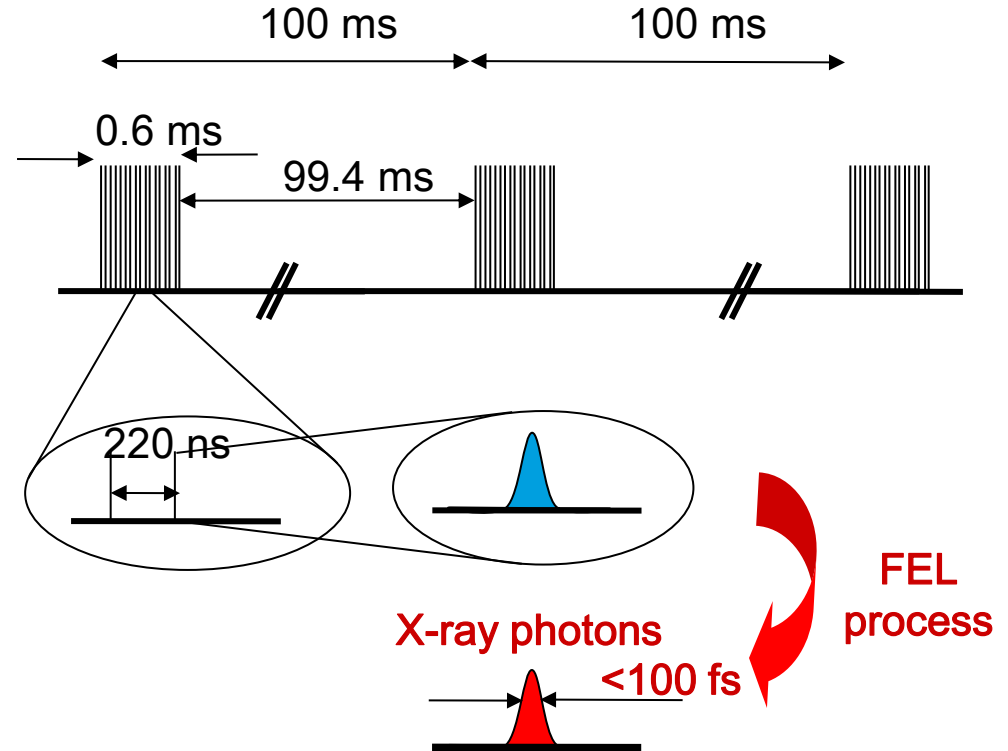 100 ms
100 ms
0.6 ms
99.4 ms
220 ns
FEL
process
X-ray photons
<100 fs